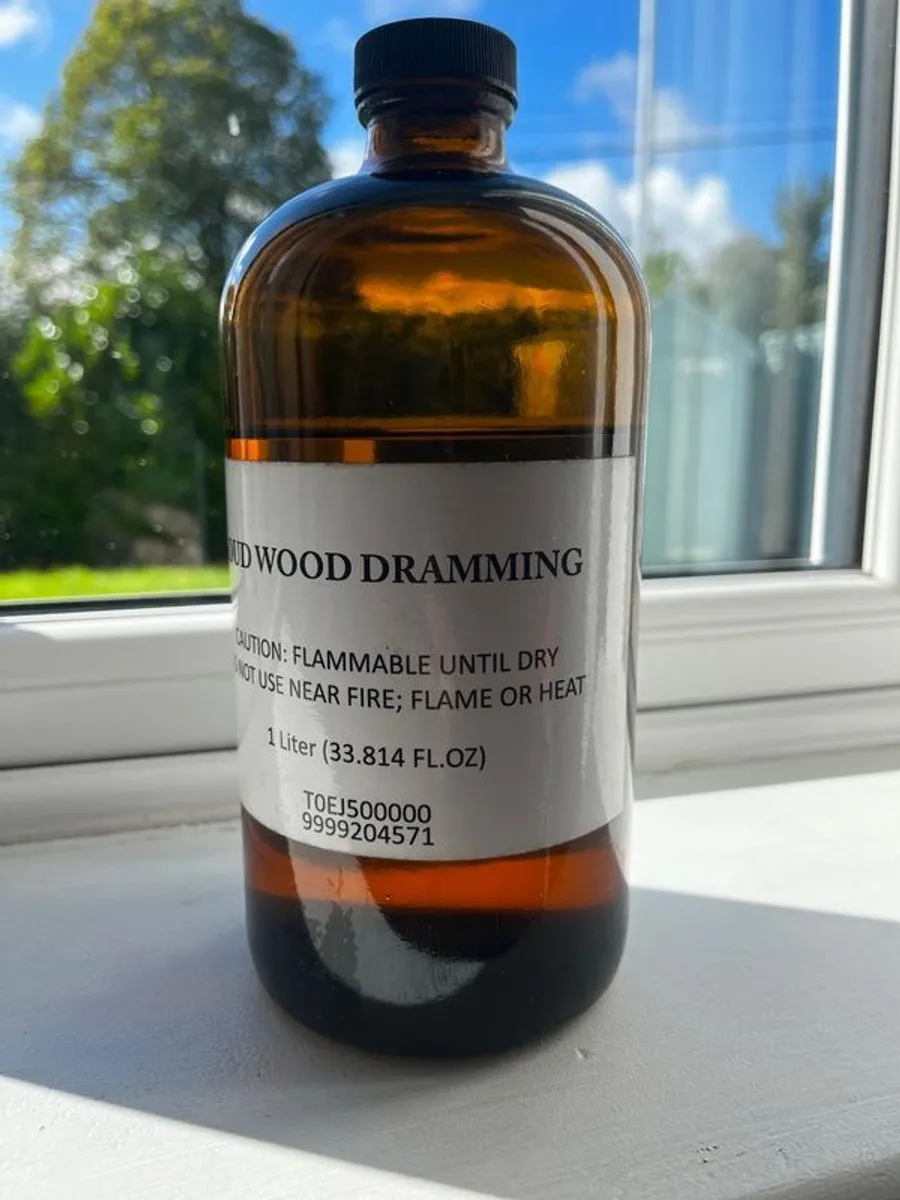 OUD WOOD DRAMMING
CAUTION: FLAMMABLE UNTIL DRY
NOT USE NEAR FIRE; FLAME OR HEAT
1 Liter (33.814 FL.OZ)
T0EJ500000
9999204571